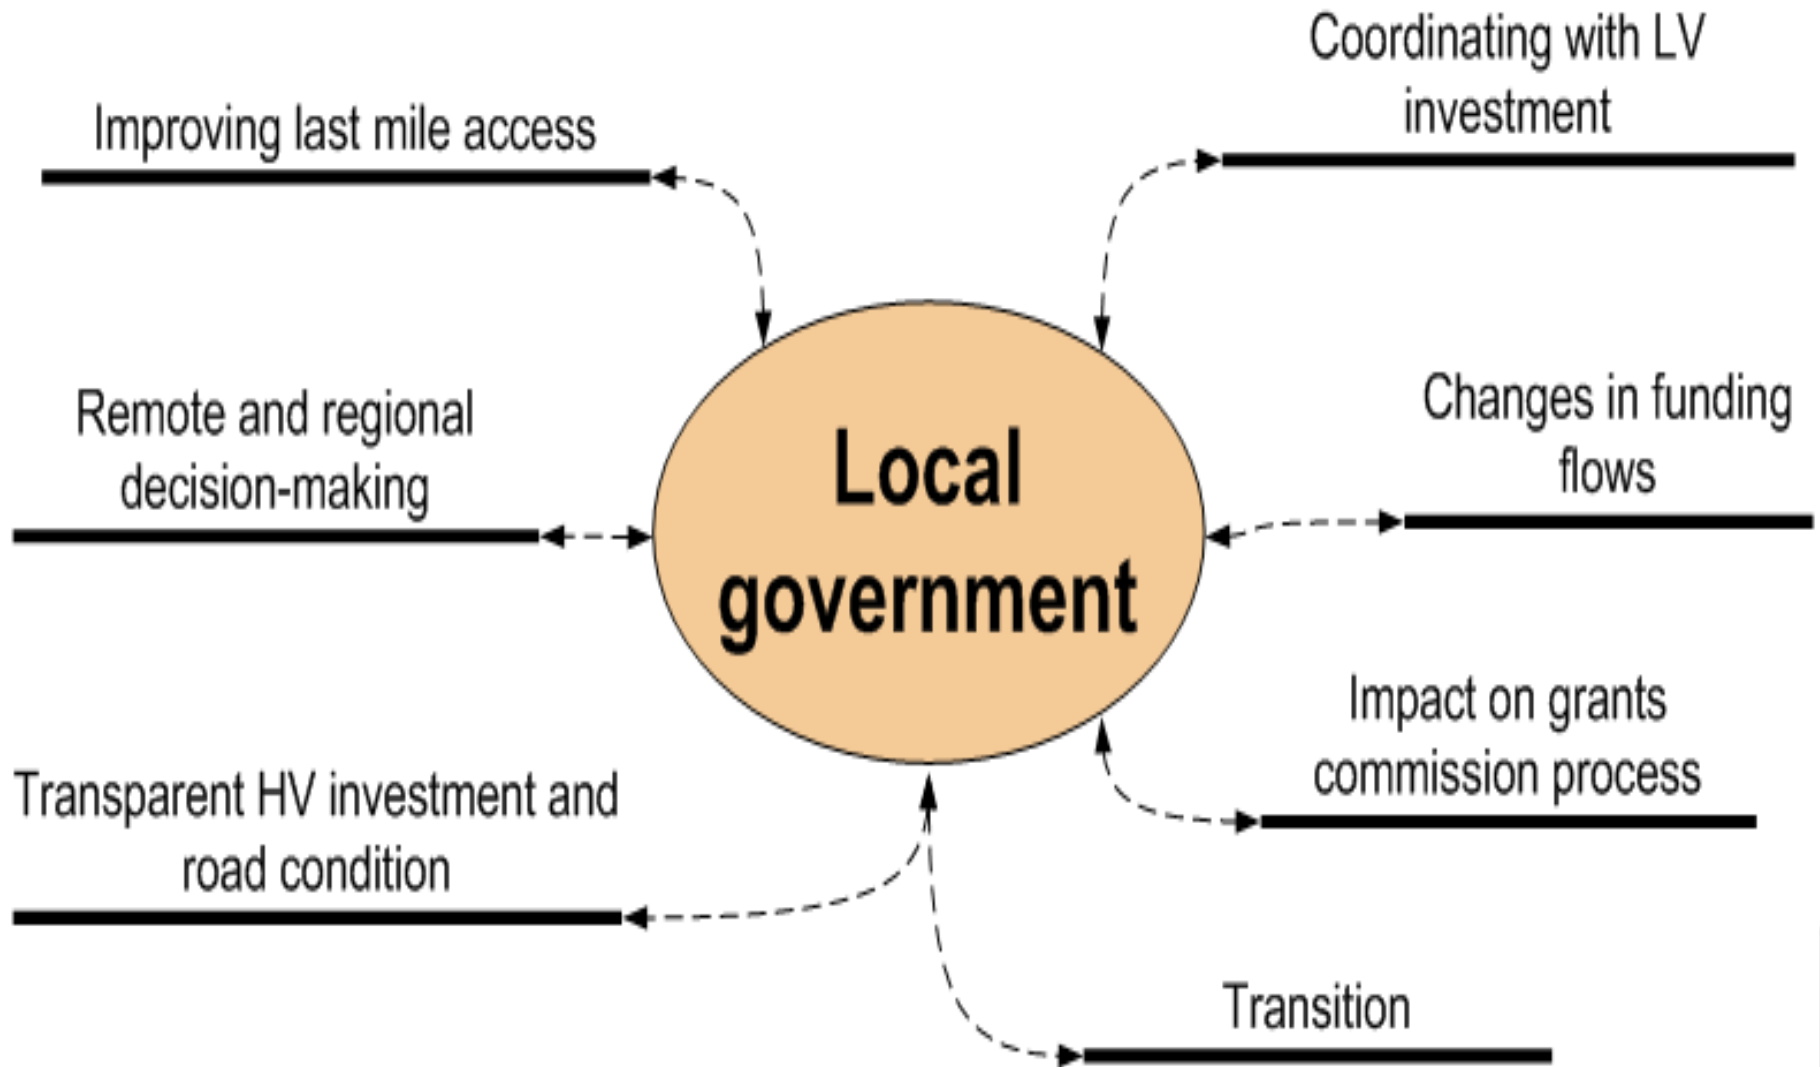 Coordinating with LV
investment
Improving last mile access
Remote and regional
decision-making
Local
government
Changes in funding
flows
Impact on grants
commission process
Transparent HV investment and
road condition
Transition